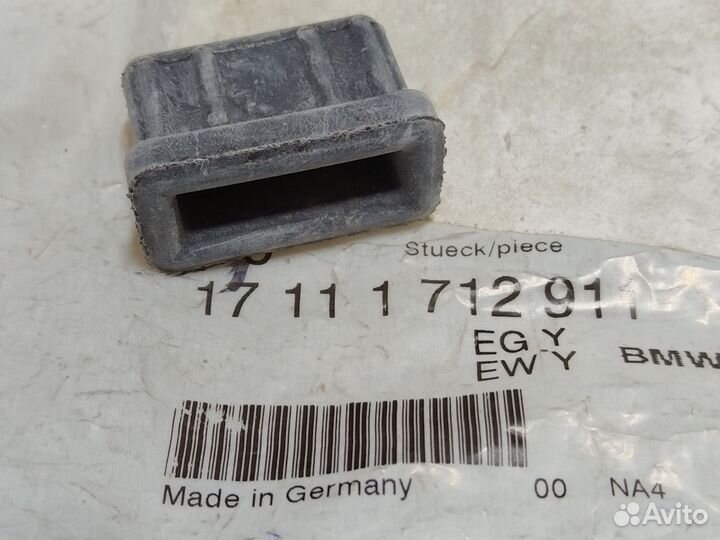 Stueck/piece
17 11 1 712 911
EG Y
EW Y BMW
Made in Germany 00 NA4
Avito